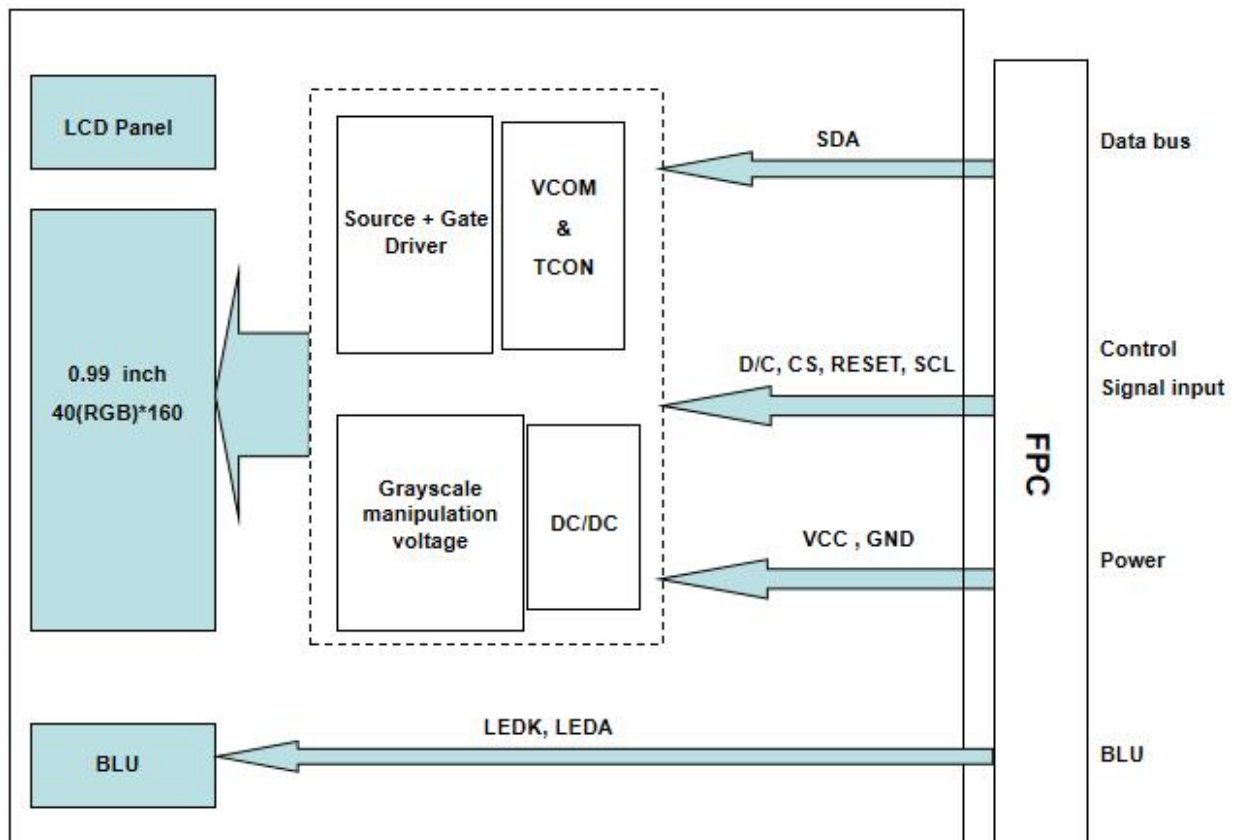 LCD Panel
0.99 inch
40(RGB)*160
BLU
Source + Gate
Driver
VCOM
&
TCON
Grayscale
manipulation
voltage
DC/DC
SDA
D/C, CS, RESET, SCL
VCC , GND
LEDK, LEDA
FPC
Data bus
Control
Signal input
Power
BLU